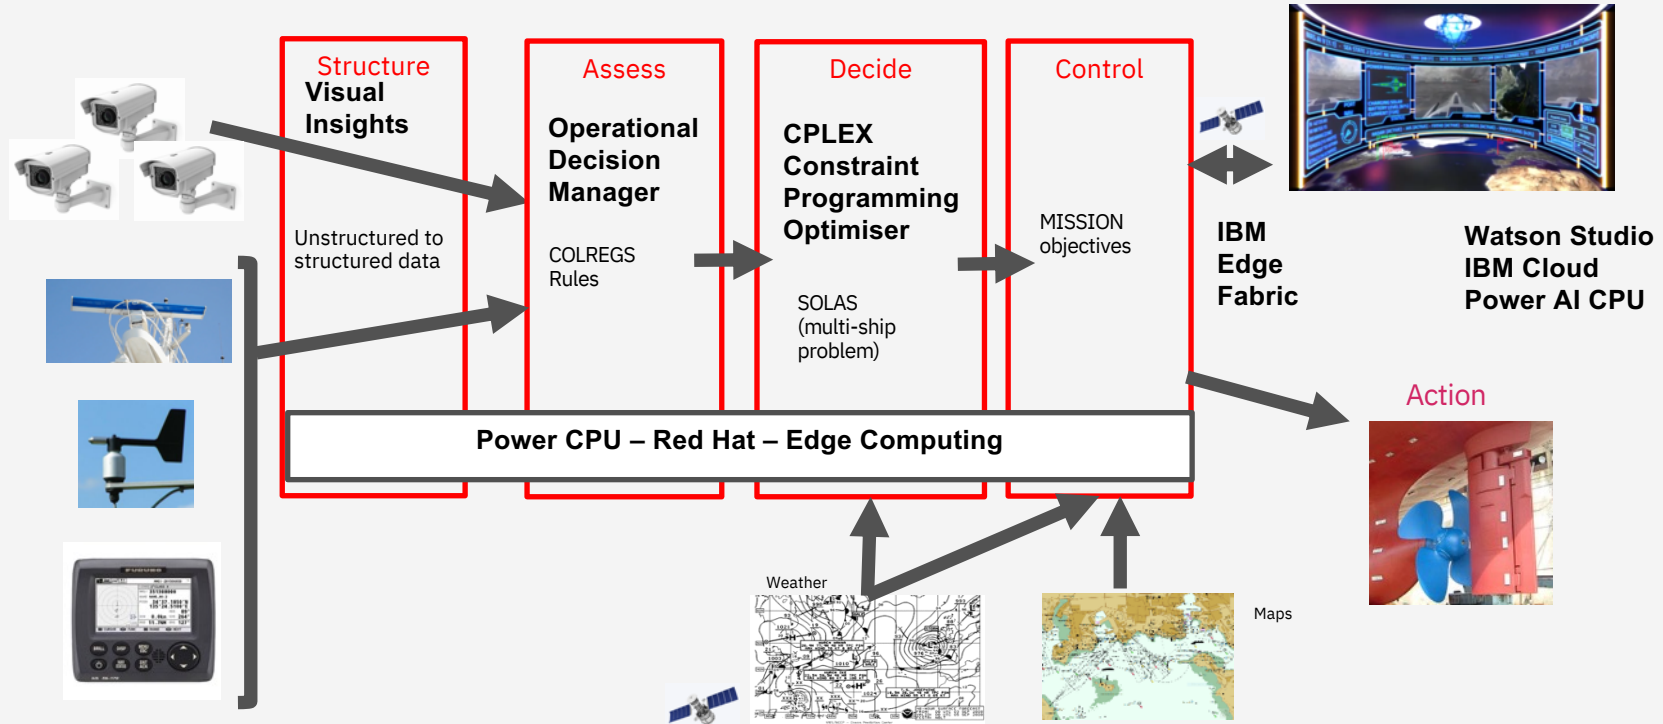 Structure
Visual
Insights
Unstructured to
structured data
Assess
Operational
Decision
Manager
COLREGS
Rules
Decide
CPLEX
Constraint
Programming
Optimiser
SOLAS
(multi-ship
problem)
Control
MISSION
objectives
IBM
Edge
Fabric
Watson Studio
IBM Cloud
Power AI CPU
Power CPU – Red Hat – Edge Computing
Action
Weather
Maps
FURUNO